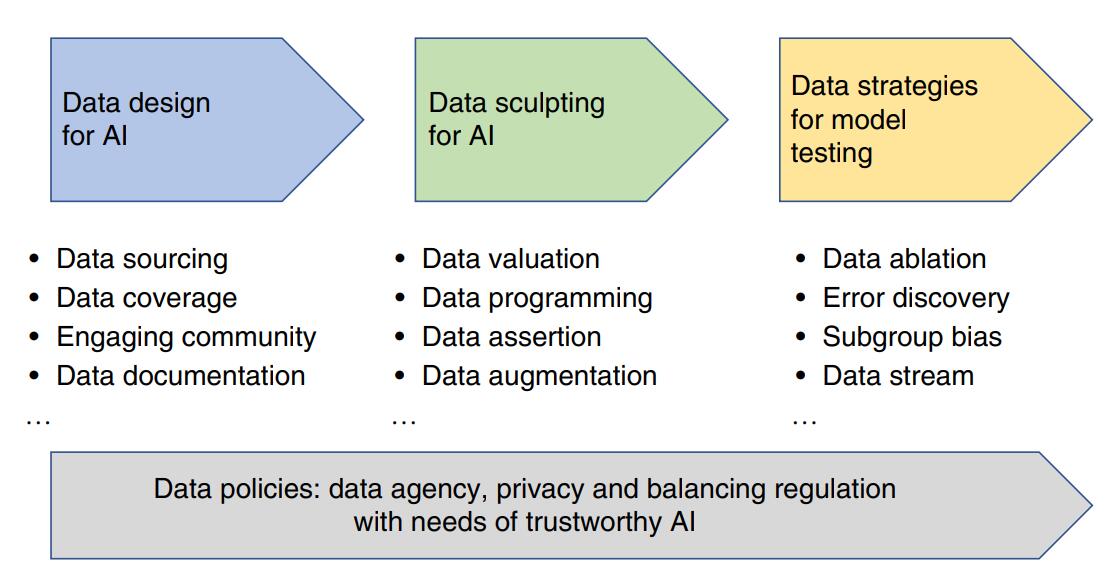 Data design
for AI
Data sculpting
for AI
Data strategies
for model
testing
• Data sourcing
• Data coverage
• Engaging community
• Data documentation
…
• Data valuation
• Data programming
• Data assertion
• Data augmentation
…
• Data ablation
• Error discovery
• Subgroup bias
• Data stream
…
Data policies: data agency, privacy and balancing regulation
with needs of trustworthy AI